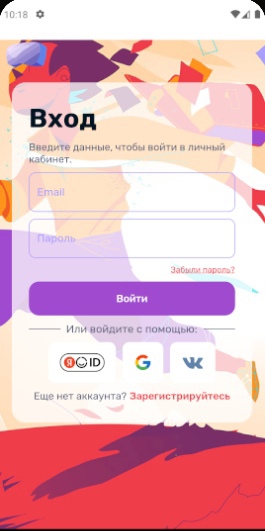 10:18
Вход
Введите данные, чтобы войти в личный
кабинет.
Email
Пароль
Забыли пароль?
Войти
Или войдите с помощью:
Я ID G
Еще нет аккаунта? Зарегистрируйтесь